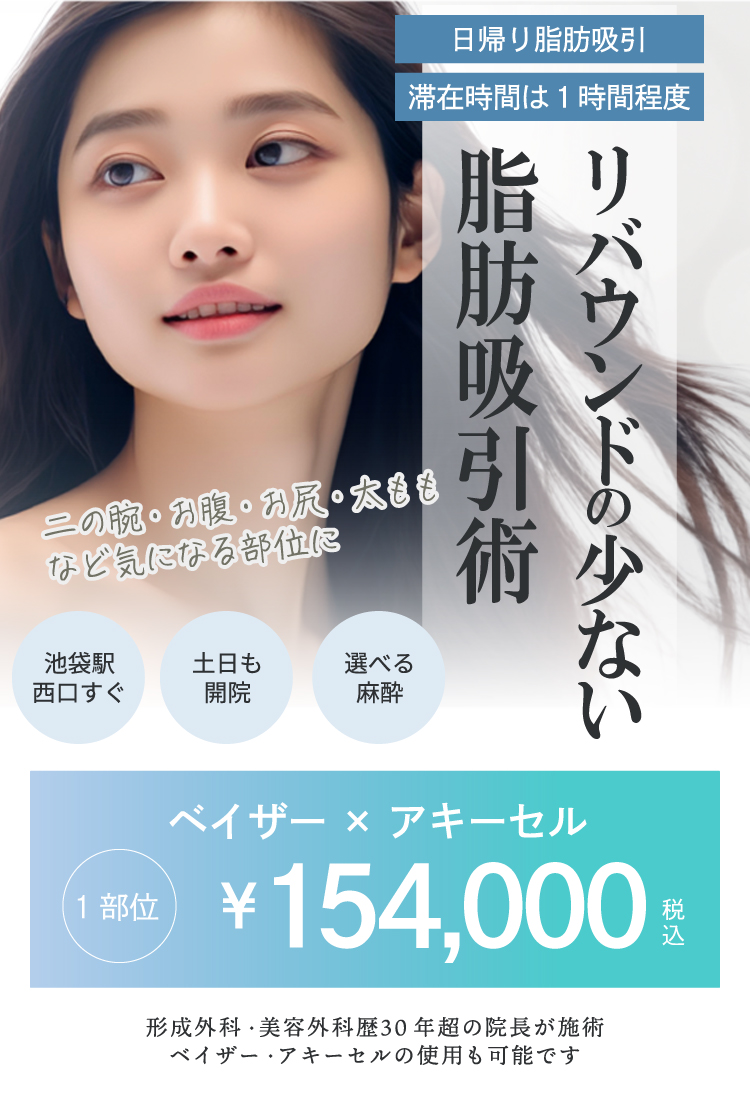 日帰り脂肪吸引
滞在時間は1時間程度
リバウンドの少ない
脂肪吸引術
二の腕・お腹・お尻・太もも
など気になる部位に
池袋駅
西口すぐ
土日も
開院
選べる
麻酔
ベイザー × アキーセル
1部位
¥154,000
税込
形成外科・美容外科歴30年超の院長が施術
ベイザー・アキーセルの使用も可能です